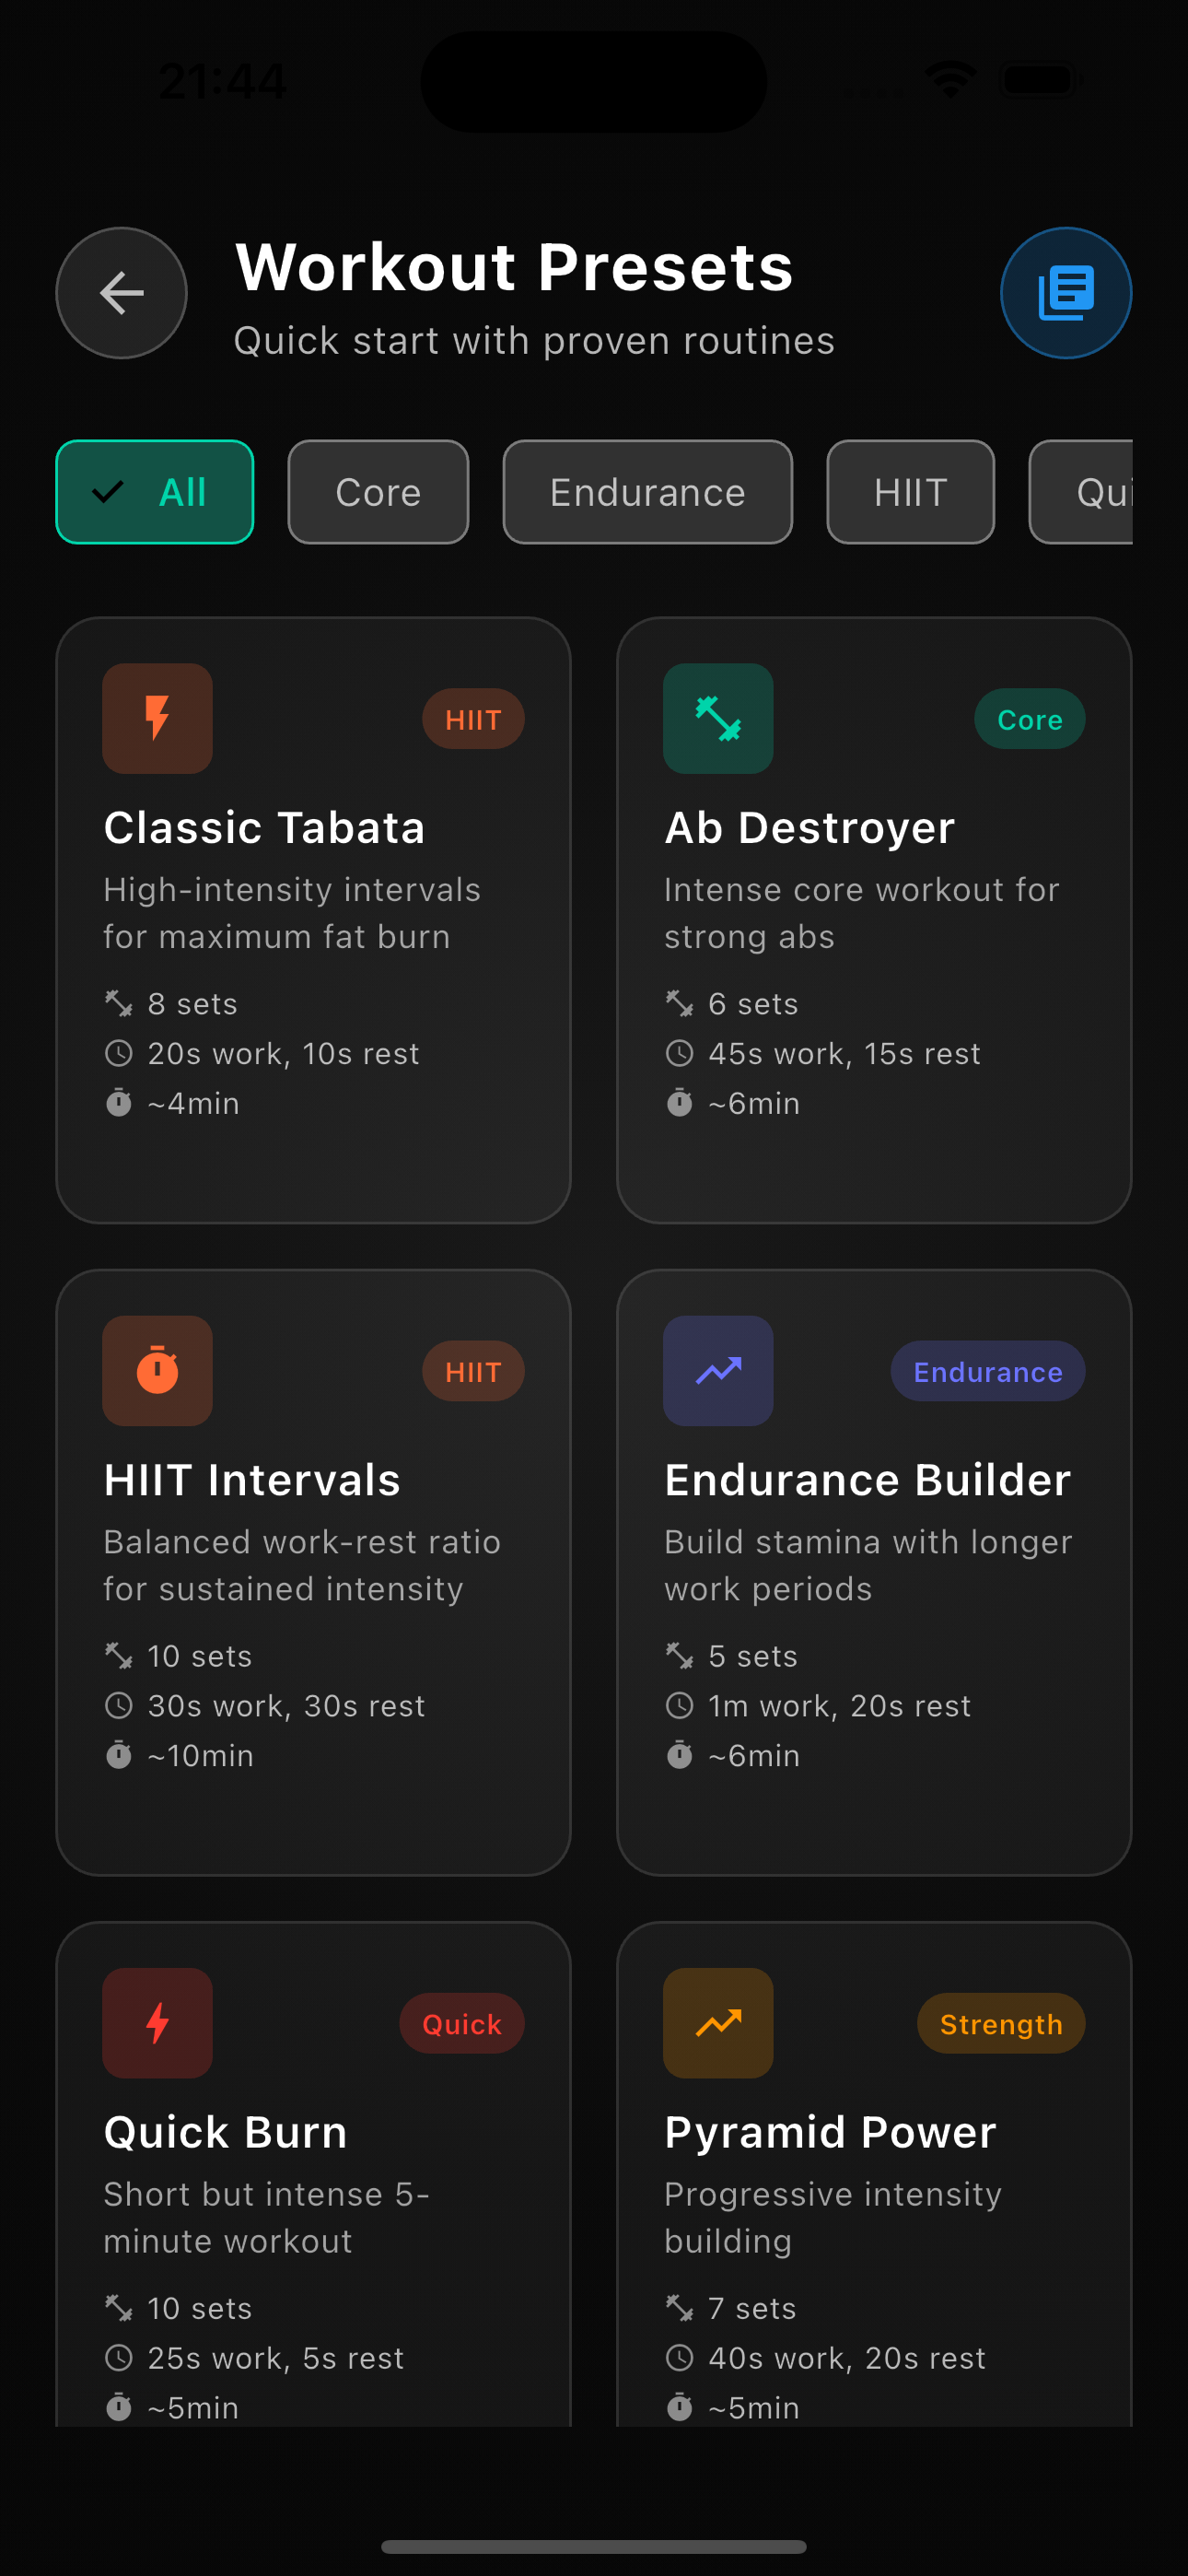 21:44
Workout Presets
Quick start with proven routines
All
Core
Endurance
HIIT
Qui
HIIT
Classic Tabata
High-intensity intervals
for maximum fat burn
8 sets
20s work, 10s rest
~4min
Core
Ab Destroyer
Intense core workout for
strong abs
6 sets
45s work, 15s rest
~6min
HIIT
HIIT Intervals
Balanced work-rest ratio
for sustained intensity
10 sets
30s work, 30s rest
~10min
Endurance
Endurance Builder
Build stamina with longer
work periods
5 sets
1m work, 20s rest
~6min
Quick
Quick Burn
Short but intense 5-
minute workout
10 sets
25s work, 5s rest
~5min
Strength
Pyramid Power
Progressive intensity
building
7 sets
40s work, 20s rest
~5min